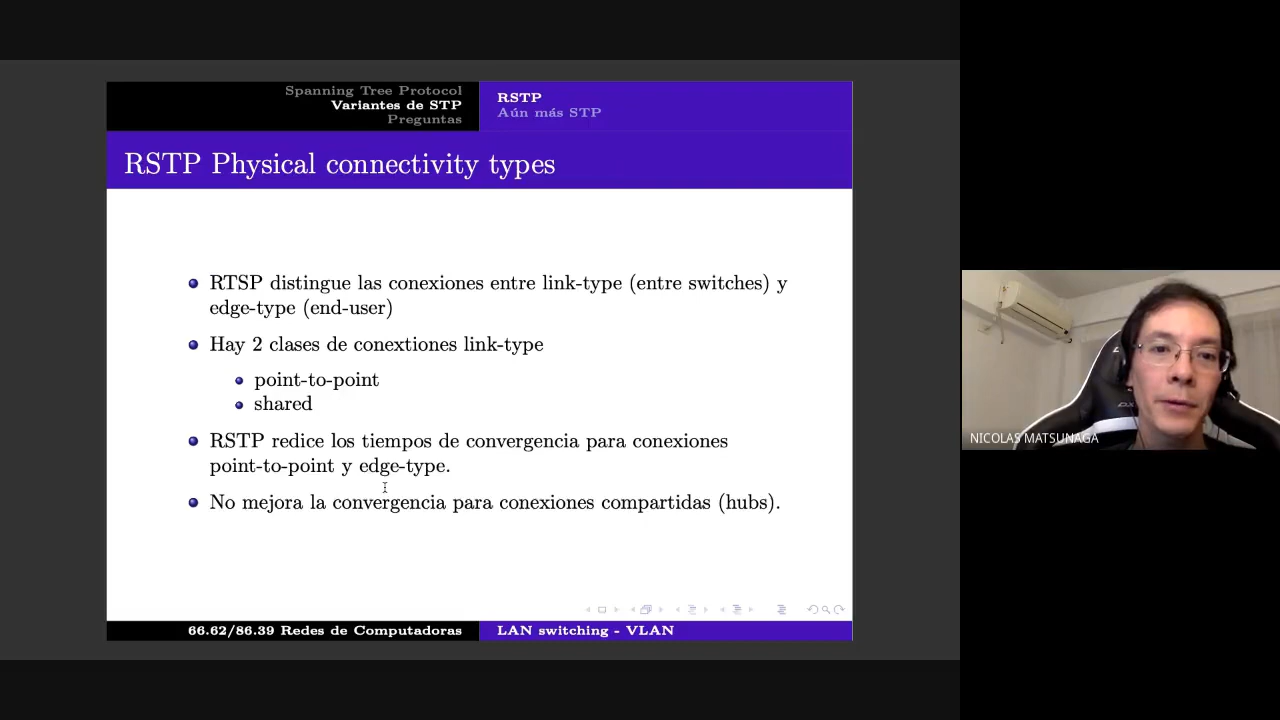 Spanning Tree Protocol
Variantes de STP
Preguntas
RSTP
Aún más STP
RSTP Physical connectivity types
RTSP distingue las conexiones entre link-type (entre switches) y
edge-type (end-user)
Hay 2 clases de conextiones link-type
point-to-point
shared
RSTP redice los tiempos de convergencia para conexiones
point-to-point y edge-type.
No mejora la convergencia para conexiones compartidas (hubs).
66.62/86.39 Redes de Computadoras
LAN switching - VLAN
NICOLAS MATSUNAGA